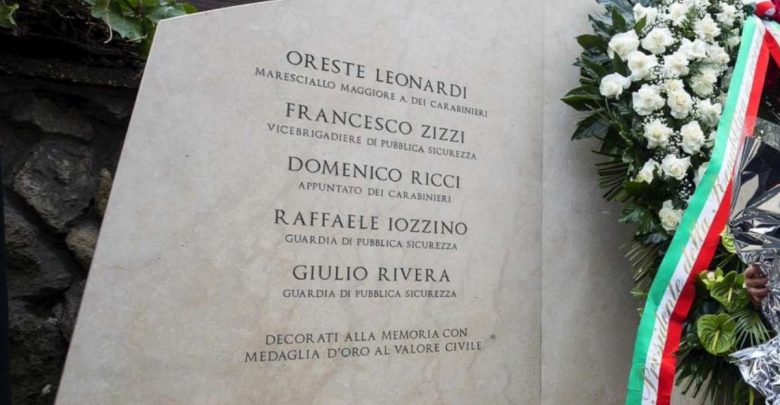 ORESTE LEONARDI
MARESCIALLO MAGGIORE A. DEI CARABINIERI
FRANCESCO ZIZZI
VICEBRIGADIERE DI PUBBLICA SICUREZZA
DOMENICO RICCI
APPUNTATO DEI CARABINIERI
RAFFAELE IOZZINO
GUARDIA DI PUBBLICA SICUREZZA
GIULIO RIVERA
GUARDIA DI PUBBLICA SICUREZZA
DECORATI ALLA MEMORIA CON
MEDAGLIA D'ORO AL VALORE CIVILE
Presidente